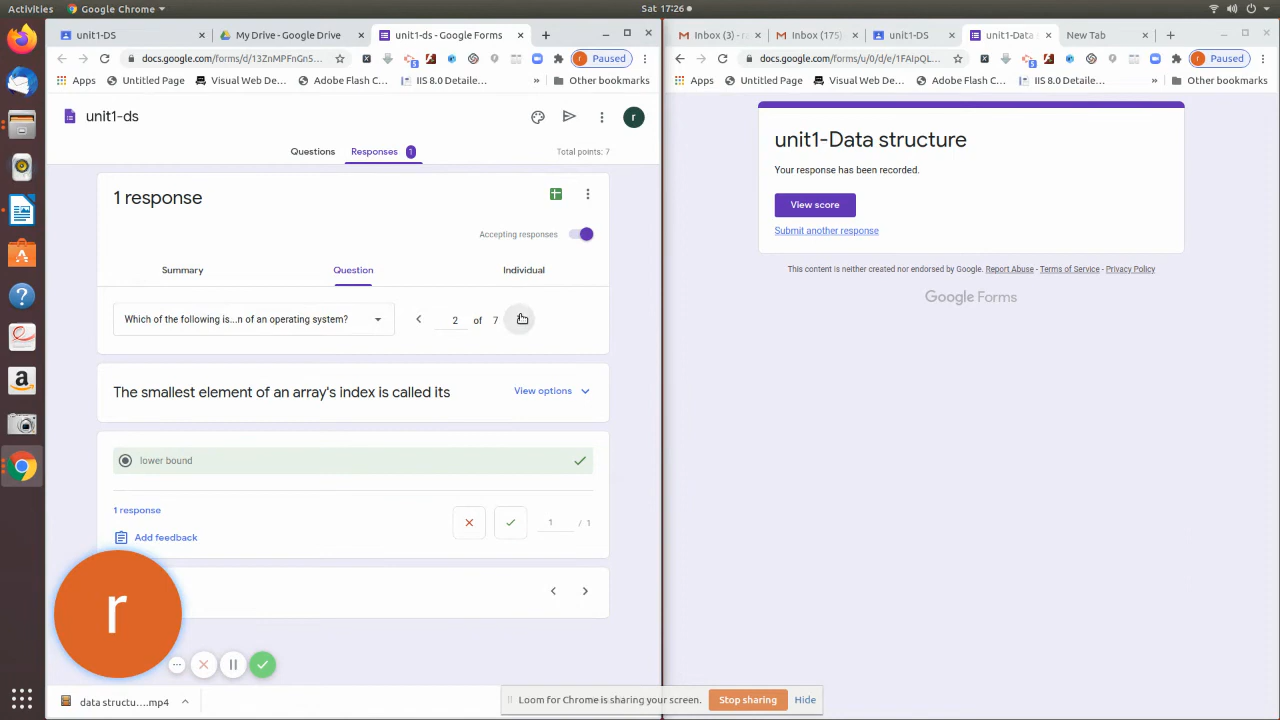 Activities
Google Chrome
Sat 17:26
unit1-DS
My Drive - Google Drive
unit1-ds - Google Forms
docs.google.com/forms/d/13ZnMPFnGn5...
Paused
Apps
Untitled Page
Visual Web De...
Adobe Flash C...
IIS 8.0 Detaile...
»
Other bookmarks
unit1-ds
r
Questions
Responses
1
Total points: 7
1 response
Accepting responses
Summary
Question
Individual
Which of the following is...n of an operating system?
2 of 7
The smallest element of an array's index is called its
View options
lower bound
1 response
1 / 1
Add feedback
r
data structu....mp4
Loom for Chrome is sharing your screen.
Stop sharing
Hide
Inbox (3) - r
Inbox (175)
unit1-DS
unit1-Data s
New Tab
docs.google.com/forms/u/0/d/e/1FAIpQL...
Paused
Apps
Untitled Page
Visual Web De...
Adobe Flash C...
IIS 8.0 Detaile...
»
Other bookmarks
unit1-Data structure
Your response has been recorded.
View score
Submit another response
This content is neither created nor endorsed by Google. Report Abuse - Terms of Service - Privacy Policy
Google Forms